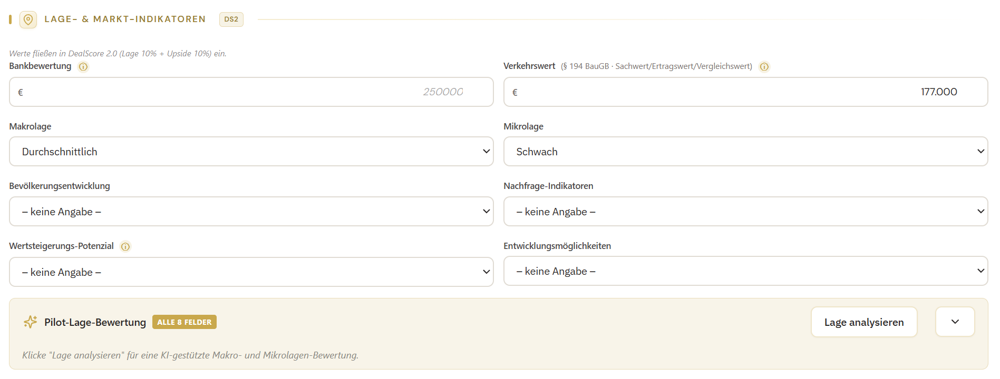 LAGE- & MARKT-INDIKATOREN DS2
Werte fließen in DealScore 2.0 (Lage 10% + Upside 10%) ein.
Bankbewertung
Verkehrswert (§ 194 BauGB · Sachwert/Ertragswert/Vergleichswert)
€ 250000
€ 177.000
Makrolage
Mikrolage
Durchschnittlich
Schwach
Bevölkerungsentwicklung
Nachfrage-Indikatoren
– keine Angabe –
– keine Angabe –
Wertsteigerungs-Potenzial
Entwicklungsmöglichkeiten
– keine Angabe –
– keine Angabe –
Pilot-Lage-Bewertung ALLE 8 FELDER
Lage analysieren
Klicke "Lage analysieren" für eine KI-gestützte Makro- und Mikrolagen-Bewertung.